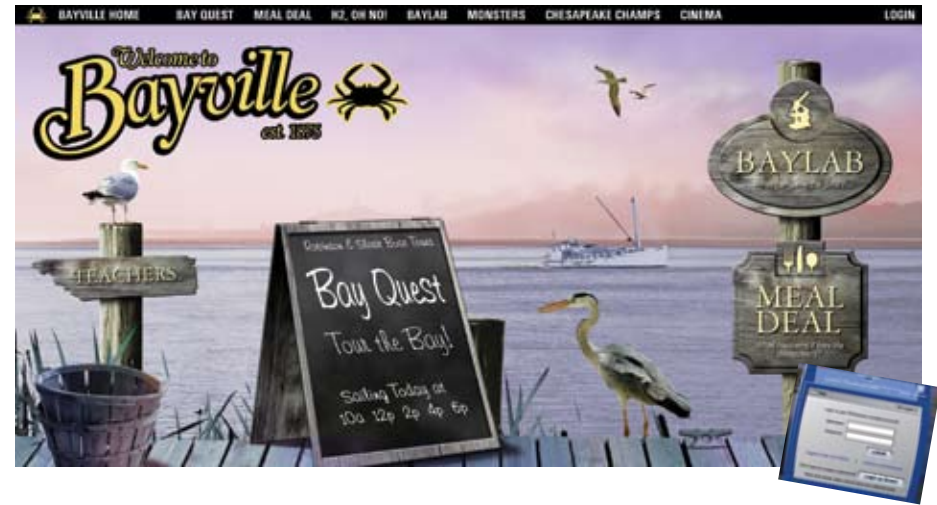 BAYVILLE HOME BAY QUEST MEAL DEAL H2, OH NO! BAYLAB MONSTERS CHESAPEAKE CHAMPS CINEMA LOGIN
Welcome to
Bayville
est. 1875
BAYLAB
TEACHERS
Bay Quest
Tour the Bay!
Sailing Today at
10a 12p 2p 4p 6p
MEAL
DEAL